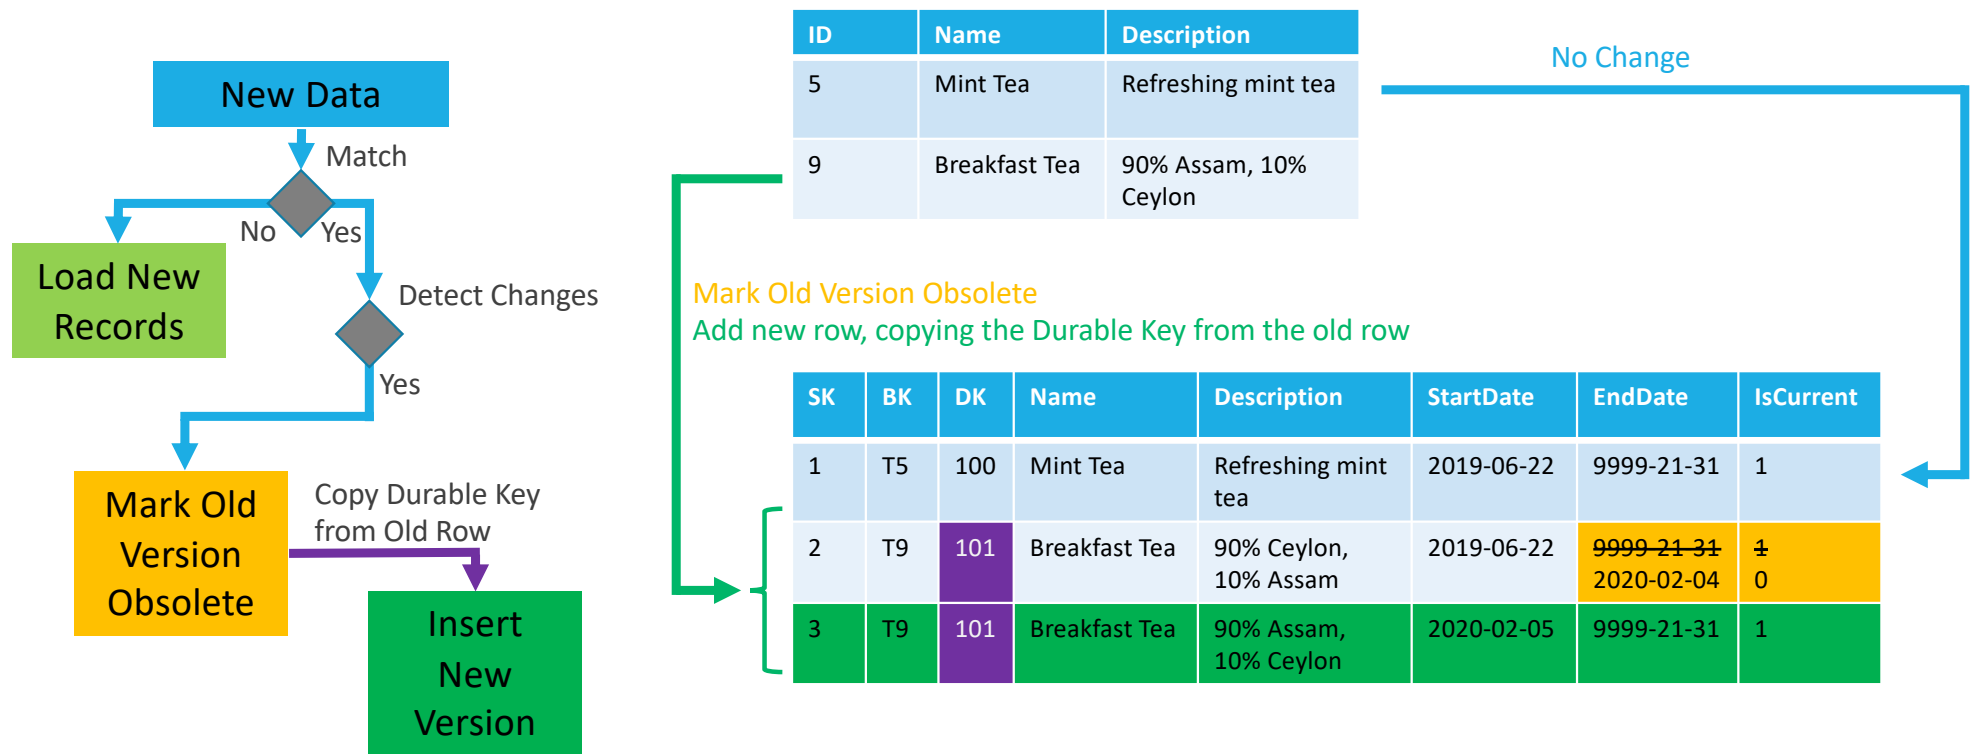 New Data
Match
No
Yes
Load New
Records
Detect Changes
Yes
Mark Old
Version
Obsolete
Copy Durable Key
from Old Row
Insert
New
Version
ID Name Description
5 Mint Tea Refreshing mint tea
9 Breakfast Tea 90% Assam, 10%
Ceylon
No Change
Mark Old Version Obsolete
Add new row, copying the Durable Key from the old row
SK BK DK Name Description StartDate EndDate IsCurrent
1 T5 100 Mint Tea Refreshing mint 2019-06-22 9999-21-31 1
tea
2 T9 101 Breakfast Tea 90% Ceylon, 2019-06-22 9999-21-31 1
10% Assam 2020-02-04 0
3 T9 101 Breakfast Tea 90% Assam, 2020-02-05 9999-21-31 1
10% Ceylon